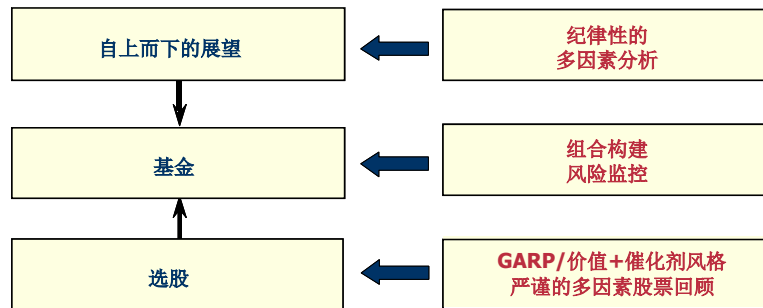 自上而下的展望
纪律性的
多因素分析
基金
组合构建
风险监控
选股
GARP/价值+催化剂风格
严谨的多因素股票回顾